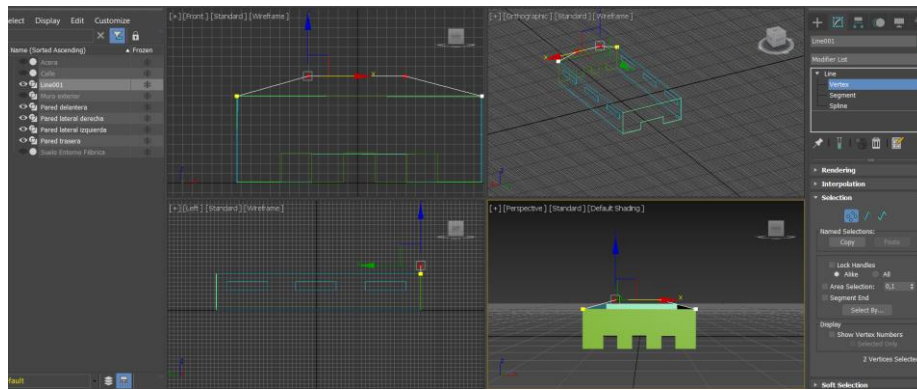 elect Display Edit Customize
Name (Sorted Ascending) ▲ Frozen
Acera
Calle
Line001
Muro exterior
Pared delantera
Pared lateral derecha
Pared lateral izquierda
Pared trasera
Suelo Entorno Fábrica
fault
[+] [Front ] [Standard ] [Wireframe ]
x
[+] [Orthographic ] [Standard ] [Wireframe ]
x
[+] [Left ] [Standard ] [Wireframe ]
[+] [Perspective ] [Standard ] [Default Shading ]
x
Line001
Modifier List
Line
Vertex
Segment
Spline
Rendering
Interpolation
Selection
Named Selections:
Copy Paste
Lock Handles
Alike All
Area Selection: 0,1
Segment End
Select By...
Display
Show Vertex Numbers
Selected Only
2 Vertices Selected
Soft Selection